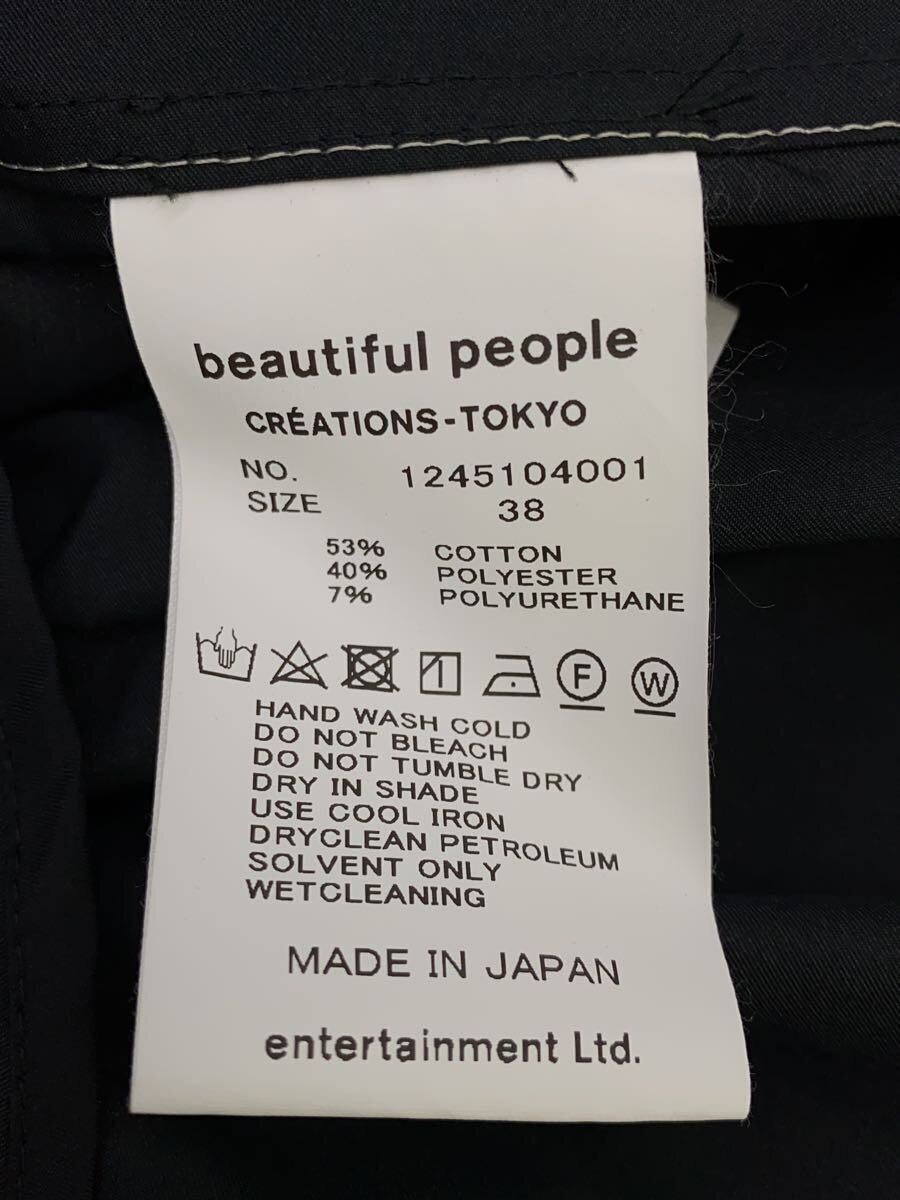 beautiful people
CRÉATIONS-TOKYO
NO. 1245104001
SIZE 38
53% COTTON
40% POLYESTER
7% POLYURETHANE
F W
HAND WASH COLD
DO NOT BLEACH
DO NOT TUMBLE DRY
DRY IN SHADE
USE COOL IRON
DRYCLEAN PETROLEUM
SOLVENT ONLY
WETCLEANING
MADE IN JAPAN
entertainment Ltd.